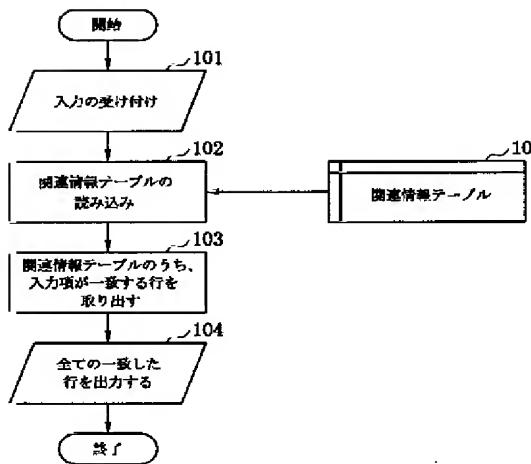 開始
101
入力の受け付け
102
関連情報テーブルの
読み込み
10
関連情報テーブル
103
関連情報テーブルのうち、
入力項が一致する行を
取り出す
104
全ての一致した
行を出力する
終了